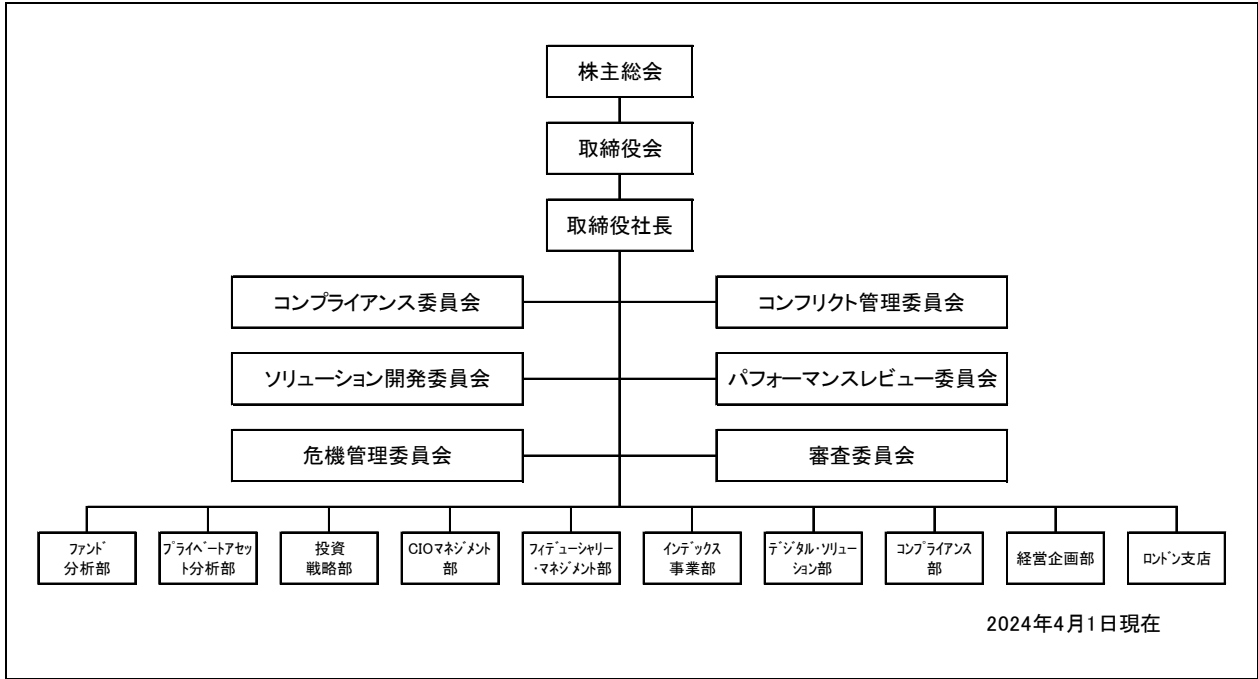 株主総会
取締役会
取締役社長
コンプライアンス委員会
コンフリクト管理委員会
ソリューション開発委員会
パフォーマンスレビュー委員会
危機管理委員会
審査委員会
ﾌｧﾝﾄﾞ
分析部
ﾌﾟﾗｲﾍﾞｰﾄｱｾｯ
ﾄ分析部
投資
戦略部
CIOﾏﾈｼﾞﾒﾝﾄ
部
ﾌｨﾃﾞｭｰｼｬﾘｰ
･ﾏﾈｼﾞﾒﾝﾄ部
ｲﾝﾃﾞｯｸｽ
事業部
ﾃﾞｼﾞﾀﾙ･ｿﾘｭｰ
ｼｮﾝ部
ｺﾝﾌﾟﾗｲｱﾝｽ
部
経営企画部
ﾛﾝﾄﾞﾝ支店
2024年4月1日現在